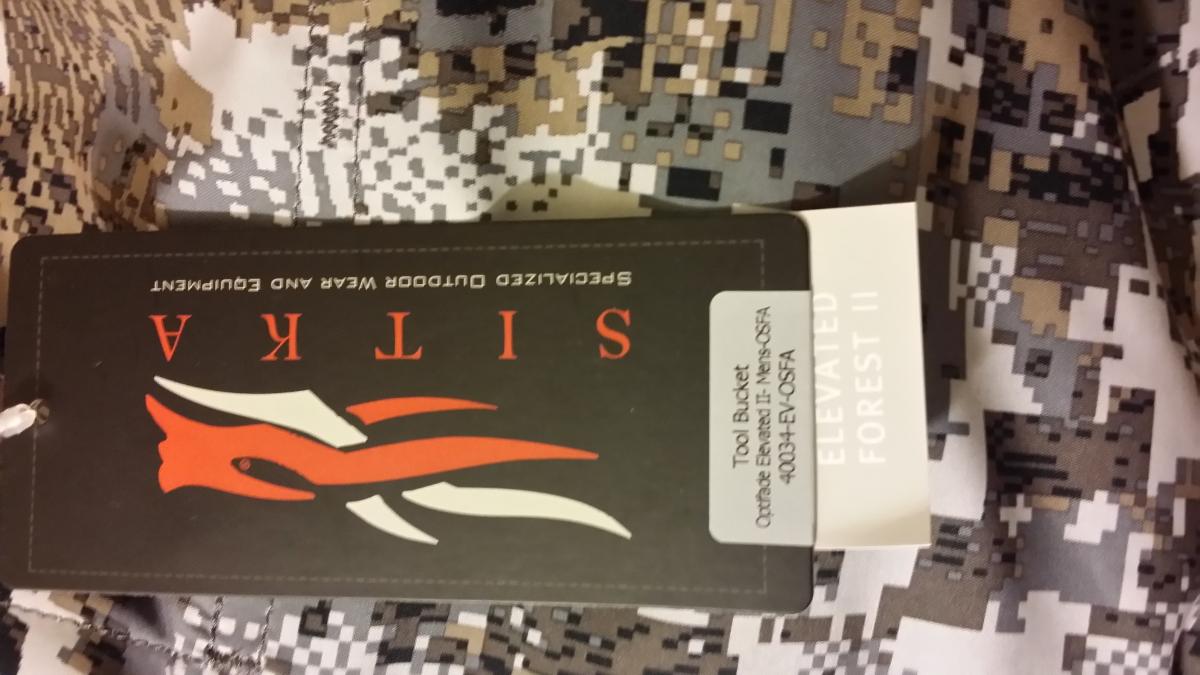 SITKA
SPECIALIZED OUTDOOR WEAR AND EQUIPMENT
Tool Bucket
Optifade Elevated II- Mens-OSFA
40034-EV-OSFA
ELEVATED
FOREST II